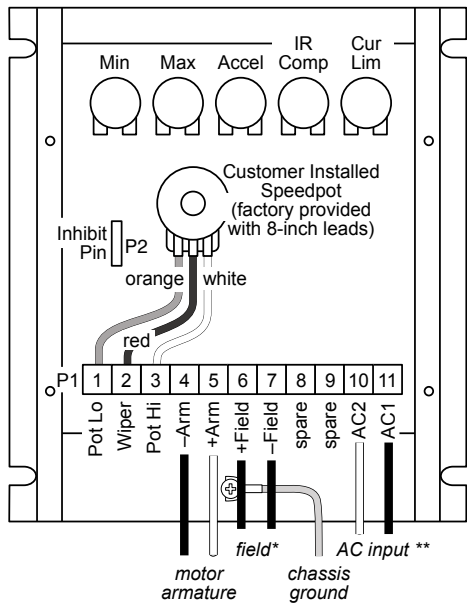 Min Max Accel IR Comp Cur Lim
Customer Installed
Speedpot
(factory provided
with 8-inch leads)
Inhibit
Pin
P2
orange white
red
P1 1 2 3 4 5 6 7 8 9 10 11
Pot Lo
Wiper
Pot Hi
–Arm
+Arm
+Field
–Field
spare
spare
AC2
AC1
field* AC input **
motor
armature
chassis
ground